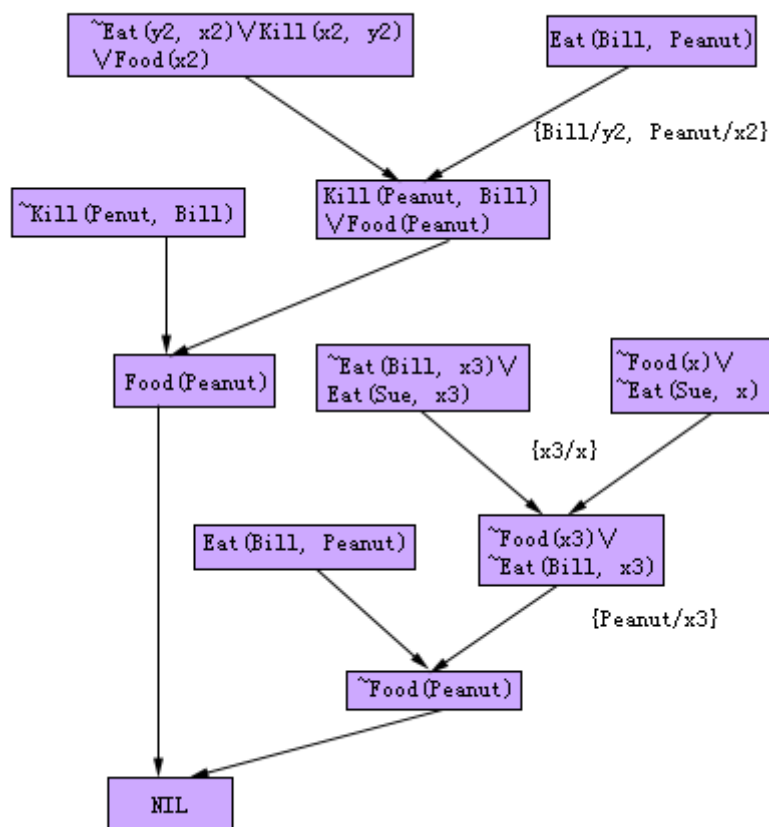 ~Eat(y2, x2)∨Kill(x2, y2)
∨Food(x2)
Eat(Bill, Peanut)
{Bill/y2, Peanut/x2}
~Kill(Penut, Bill)
Kill(Peanut, Bill)
∨Food(Peanut)
Food(Peanut)
~Eat(Bill, x3)∨
Eat(Sue, x3)
~Food(x)∨
~Eat(Sue, x)
{x3/x}
Eat(Bill, Peanut)
~Food(x3)∨
~Eat(Bill, x3)
{Peanut/x3}
~Food(Peanut)
NIL